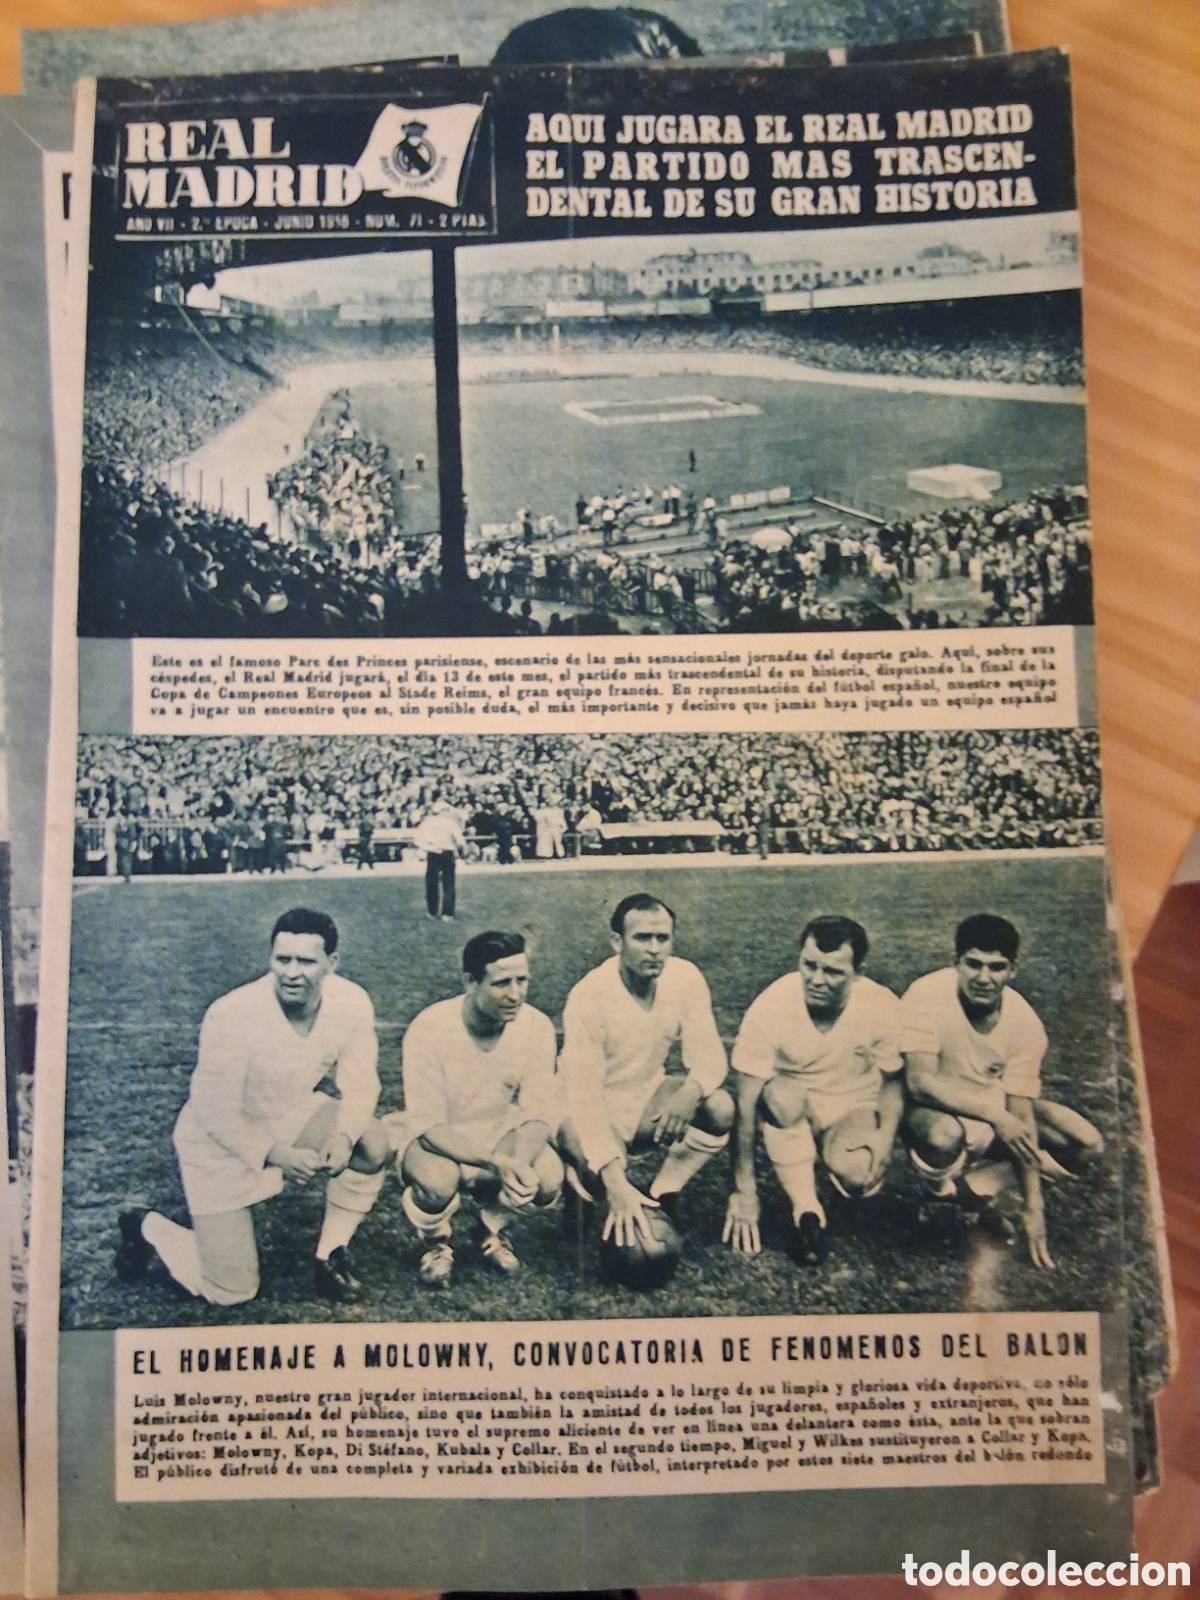 REAL
MADRID
AÑO VII - 2.ª EPOCA - JUNIO 1956 - NUM. 71 - 2 PTAS.
AQUI JUGARA EL REAL MADRID
EL PARTIDO MAS TRASCEN-
DENTAL DE SU GRAN HISTORIA
Este es el famoso Parc des Princes parisiense, escenario de las más sensacionales jornadas del deporte galo. Aquí, sobre sus
céspedes, el Real Madrid jugará, el día 13 de este mes, el partido más trascendental de su historia, disputando la final de la
Copa de Campeones Europeos al Stade Reims, el gran equipo francés. En representación del fútbol español, nuestro equipo
va a jugar un encuentro que es, sin posible duda, el más importante y decisivo que jamás haya jugado un equipo español
EL HOMENAJE A MOLOWNY, CONVOCATORIA DE FENOMENOS DEL BALON
Luis Molowny, nuestro gran jugador internacional, ha conquistado a lo largo de su limpia y gloriosa vida deportiva, no sólo
admiración apasionada del público, sino que también la amistad de todos los jugadores, españoles y extranjeros, que han
jugado frente a él. Así, su homenaje tuvo el supremo aliciente de ver en línea una delantera como ésta, ante la que sobran
adjetivos: Molowny, Kopa, Di Stéfano, Kubala y Collar. En el segundo tiempo, Miguel y Wilkes sustituyeron a Collar y Kopa.
El público disfrutó de una completa y variada exhibición de fútbol, interpretado por estos siete maestros del balón redondo
todocoleccion